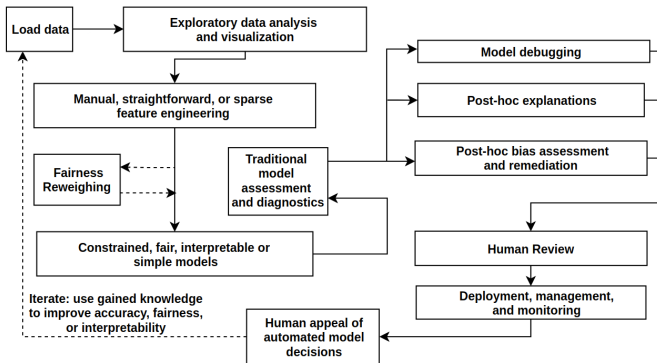 Load data
Exploratory data analysis
and visualization
Manual, straightforward, or sparse
feature engineering
Fairness
Reweighing
Constrained, fair, interpretable or
simple models
Traditional
model
assessment
and diagnostics
Model debugging
Post-hoc explanations
Post-hoc bias assessment
and remediation
Human Review
Deployment, management,
and monitoring
Human appeal of
automated model
decisions
Iterate: use gained knowledge
to improve accuracy, fairness,
or interpretability